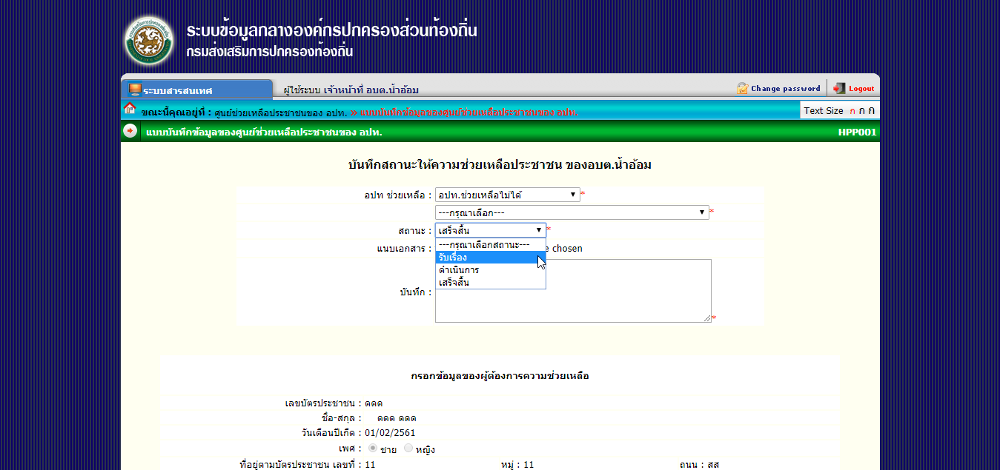 ระบบข้อมูลกลางองค์กรปกครองส่วนท้องถิ่น
กรมส่งเสริมการปกครองท้องถิ่น
ระบบสารสนเทศ ผู้ใช้ระบบ เจ้าหน้าที่ อบต.น้ำอ้อม Change password Logout
ขณะนี้คุณอยู่ที่ : ศูนย์ช่วยเหลือประชาชนของ อปท. » แบบบันทึกข้อมูลของศูนย์ช่วยเหลือประชาชนของ อปท. Text Size ก ก ก
แบบบันทึกข้อมูลของศูนย์ช่วยเหลือประชาชนของ อปท. HPP001
บันทึกสถานะให้ความช่วยเหลือประชาชน ของอบต.น้ำอ้อม
อปท ช่วยเหลือ : อปท.ช่วยเหลือไม่ได้ *
---กรุณาเลือก--- *
สถานะ : เสร็จสิ้น *
---กรุณาเลือกสถานะ---
แนบเอกสาร : e chosen
รับเรื่อง
ดำเนินการ
เสร็จสิ้น
บันทึก : *
กรอกข้อมูลของผู้ต้องการความช่วยเหลือ
เลขบัตรประชาชน : ดดด
ชื่อ-สกุล : ดดด ดดด
วันเดือนปีเกิด : 01/02/2561
เพศ : ชาย หญิง
ที่อยู่ตามบัตรประชาชน เลขที่ : 11 หมู่ : 11 ถนน : สส